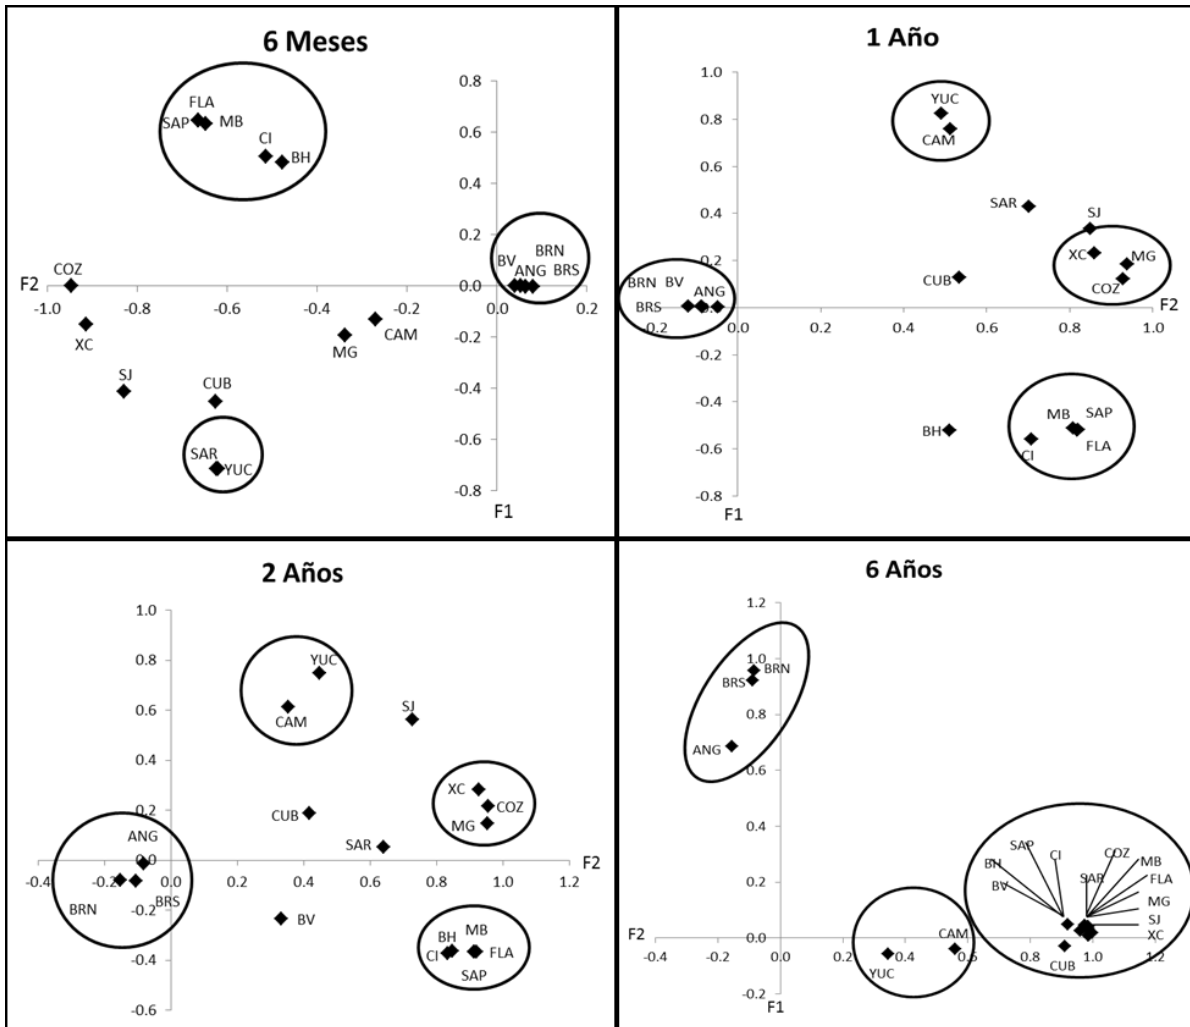 6 Meses
0.8
FLA
SAP MB
0.6
CI
BH
0.4
0.2
BRN
BV ANG BRS
COZ
F2
0.0
-1.0 -0.8 -0.6 -0.4 -0.2 0.0 0.2
XC
CAM
MG
-0.2
SJ
CUB
-0.4
SAR
YUC
-0.6
-0.8
F1
1 Año
1.0
YUC
0.8
CAM
0.6
SAR
SJ
0.4
XC MG
0.2
CUB
COZ
BRN BV ANG
BRS
F2
0.0
0.2 0.0 0.2 0.4 0.6 0.8 1.0
-0.2
-0.4
MB SAP
BH
CI FLA
-0.6
-0.8
F1
2 Años
1.0
0.8
YUC
0.6
CAM
SJ
0.4
XC
COZ
0.2
CUB
MG
SAR
ANG
0.0
F2
-0.4 -0.2 0.0 0.2 0.4 0.6 0.8 1.0 1.2
BRN BRS
-0.2
BV
BH MB
CI FLA
-0.4
SAP
-0.6
6 Años
1.2
1.0
BRN
BRS
0.8
ANG
0.6
0.4
SAP CI COZ
BH MB
BV SAR FLA
0.2
MG
SJ
XC
CAM
F2
0.0
-0.4 -0.2 0.0 0.2 0.4 0.6 0.8 1.0 1.2
YUC CUB
-0.2
F1